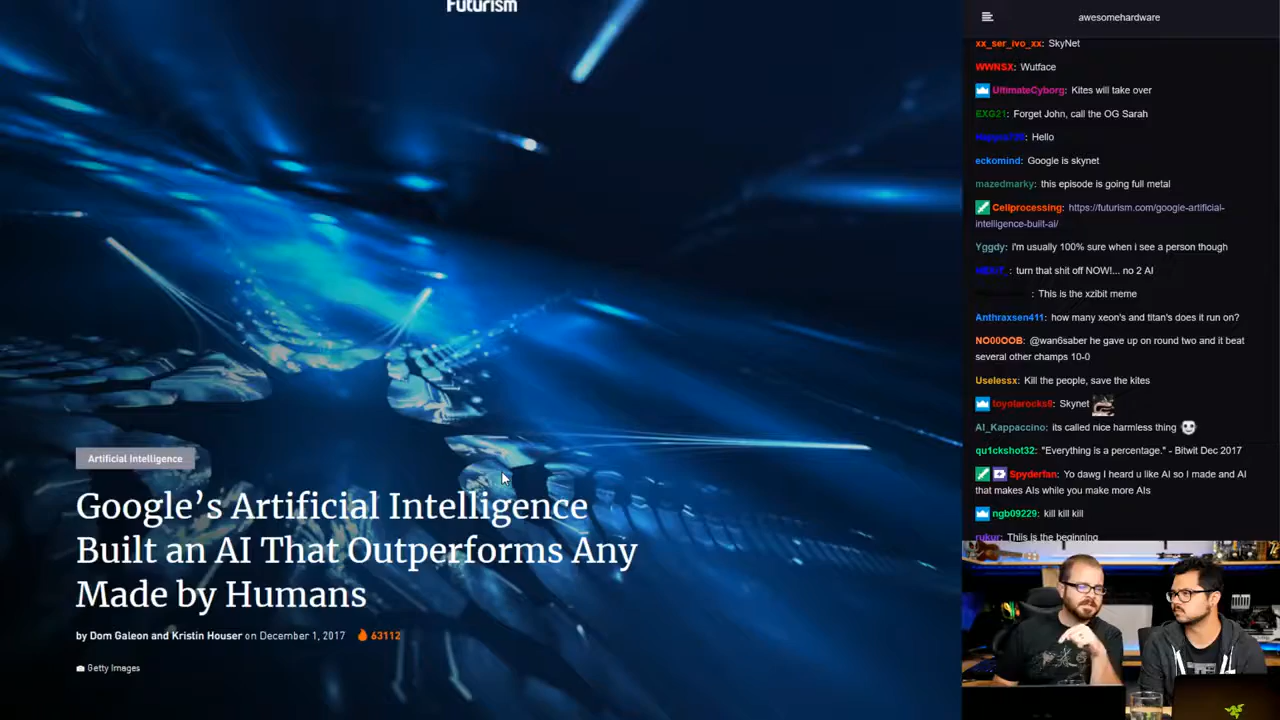 Futurism
Artificial Intelligence
Google’s Artificial Intelligence
Built an AI That Outperforms Any
Made by Humans
by Dom Galeon and Kristin Houser on December 1, 2017 63112
Getty Images
awesomehardware
xx_ser_ivo_xx: SkyNet
WWNSX: Wutface
UltimateCyborg: Kites will take over
EXG21: Forget John, call the OG Sarah
: Hello
eckomind: Google is skynet
mazedmarky: this episode is going full metal
Cellprocessing: https://futurism.com/google-artificial-
intelligence-built-ai/
Yggdy: i'm usually 100% sure when i see a person though
: turn that shit off NOW!... no 2 AI
: This is the xzibit meme
Anthraxsen411: how many xeon's and titan's does it run on?
NO00OOB: @wan6saber he gave up on round two and it beat
several other champs 10-0
Uselessx: Kill the people, save the kites
toyotarocks8: Skynet
AI_Kappaccino: its called nice harmless thing
qu1ckshot32: "Everything is a percentage." - Bitwit Dec 2017
Spyderfan: Yo dawg I heard u like AI so I made and AI
that makes AIs while you make more AIs
ngb09229: kill kill kill
rukur: Thiis is the beginning